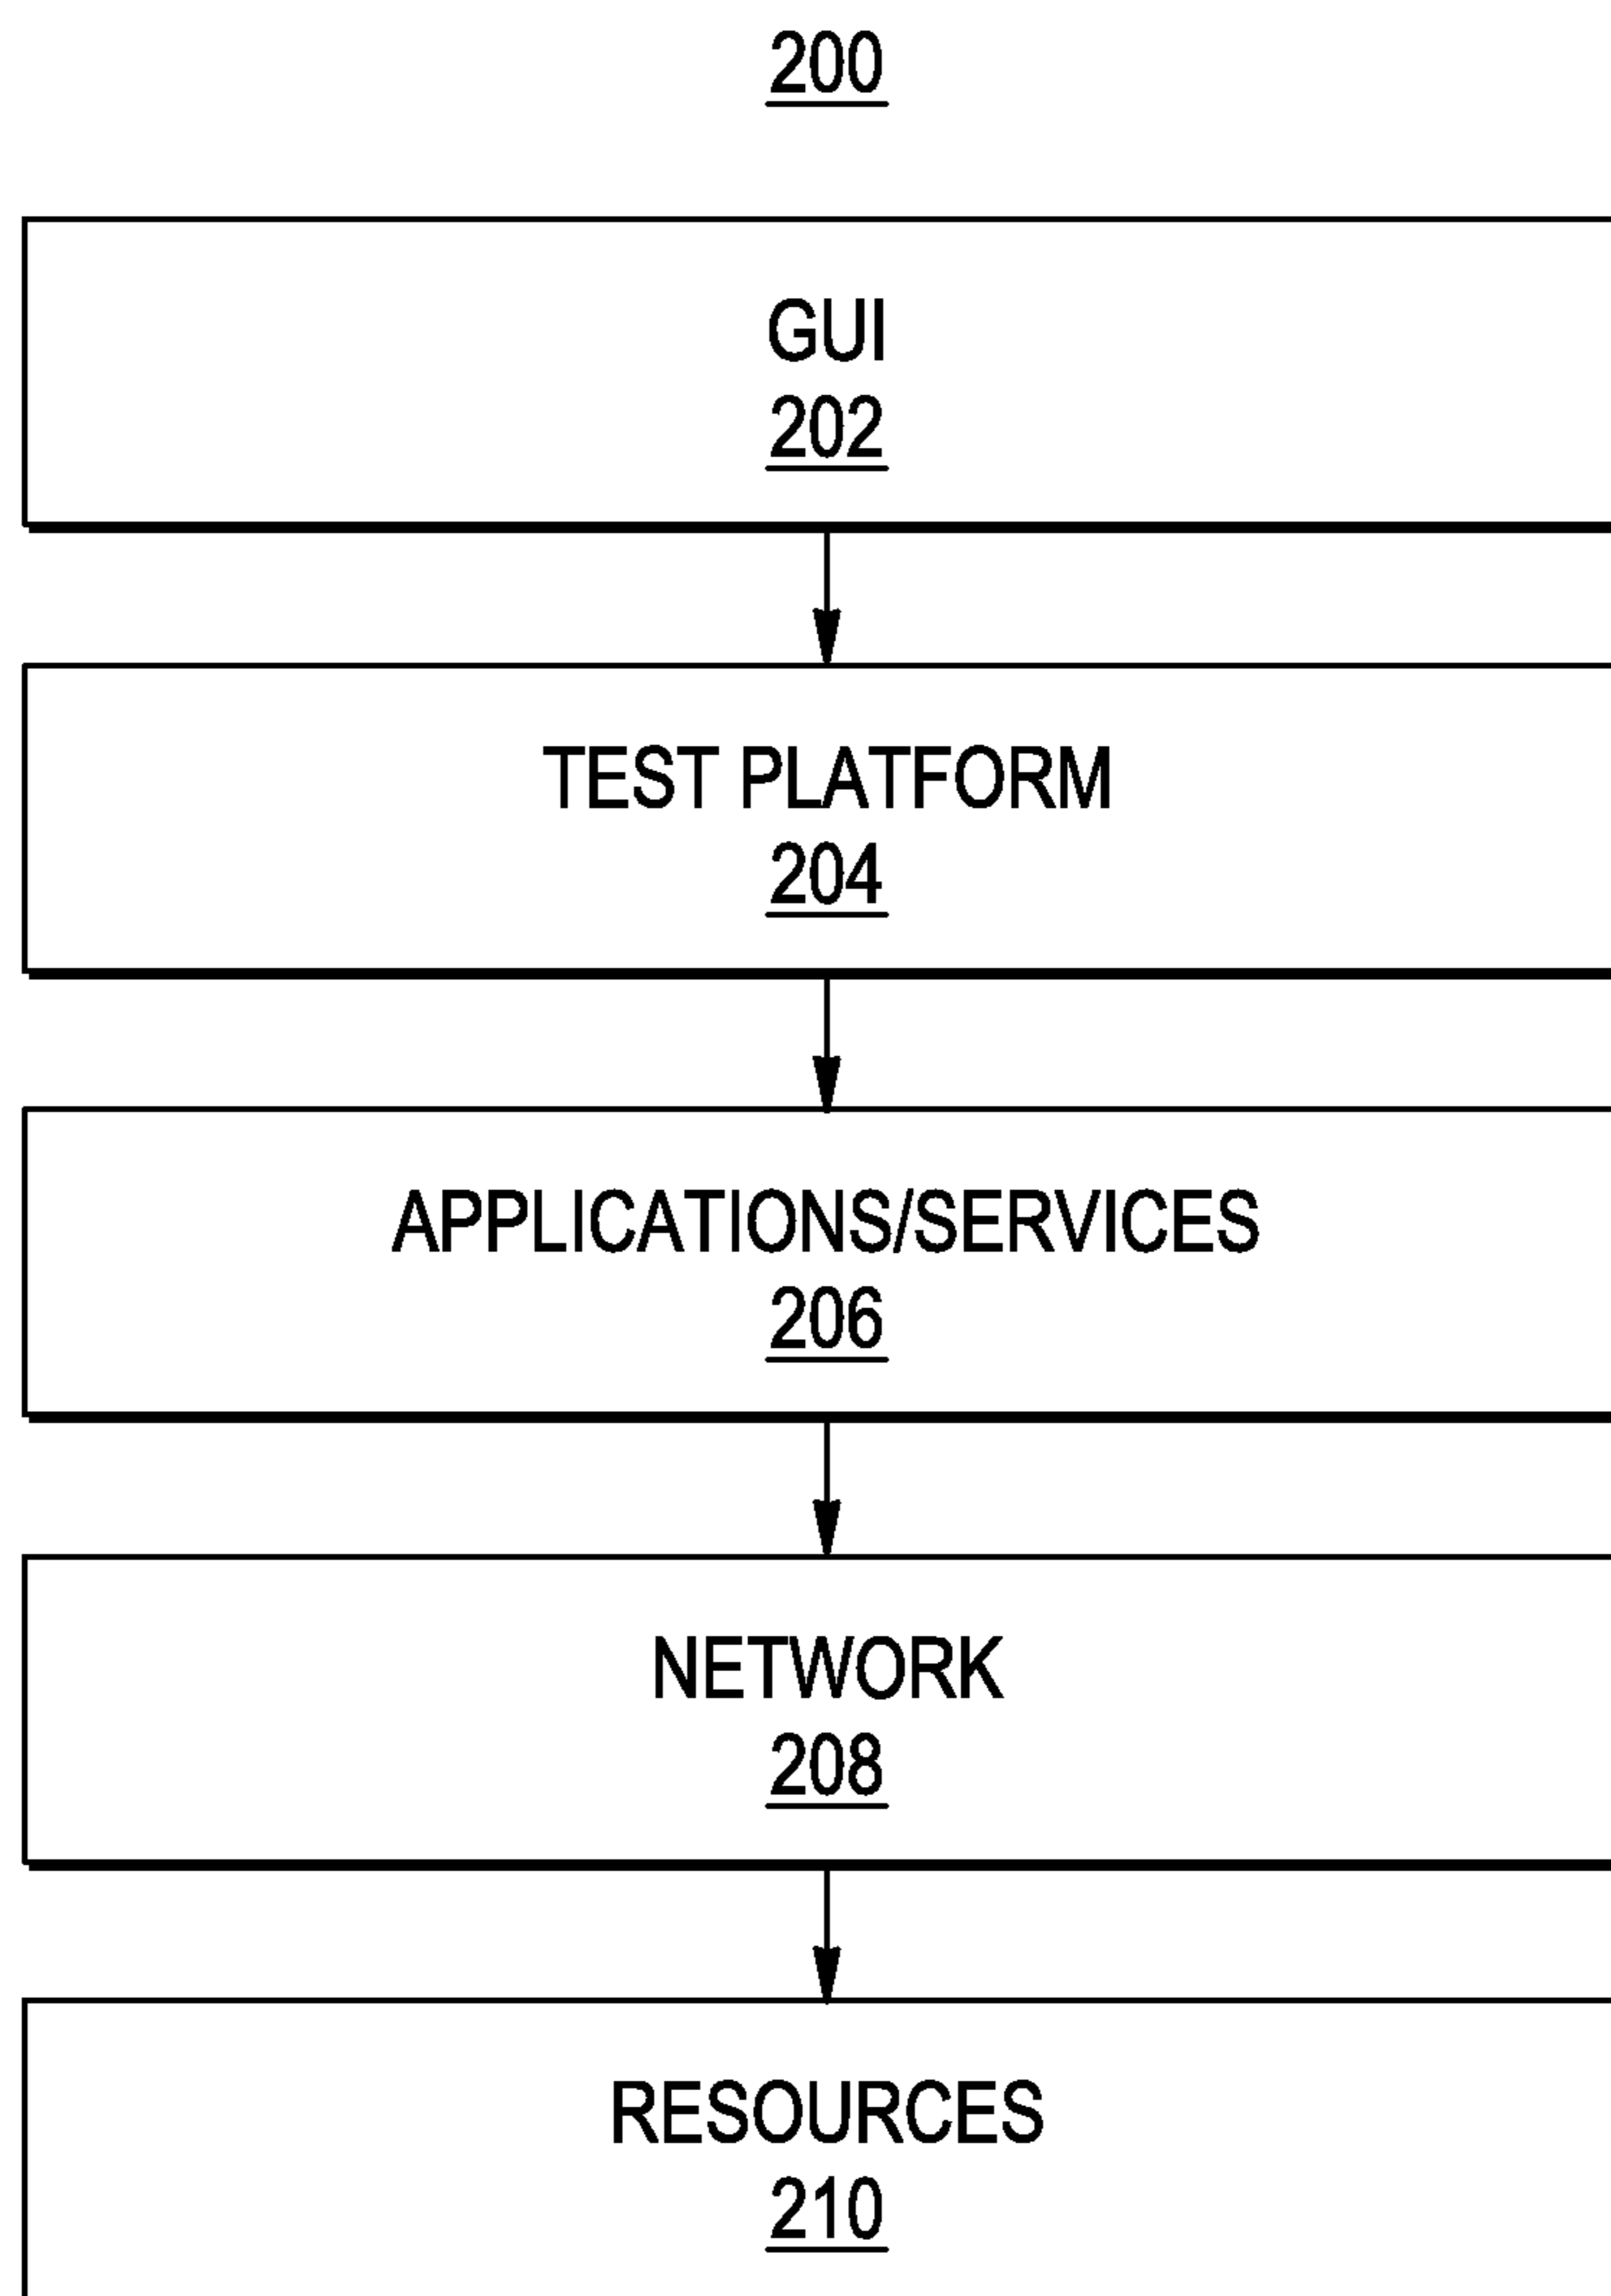 200
GUI
202
TEST PLATFORM
204
APPLICATIONS/SERVICES
206
NETWORK
208
RESOURCES
210